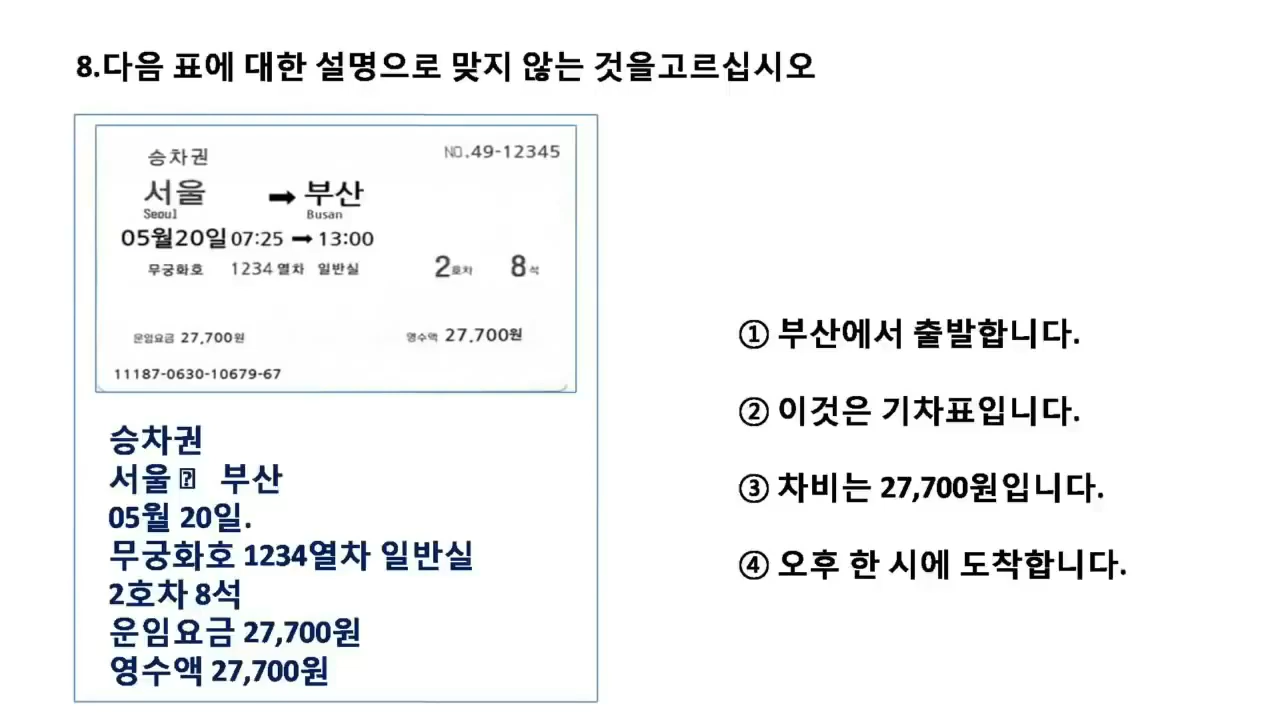 8.다음 표에 대한 설명으로 맞지 않는 것을고르십시오
승차권 NO.49-12345
서울 ➡ 부산
Seoul Busan
05월20일 07:25 ➡ 13:00
무궁화호 1234 열차 일반실 2호차 8석
운임요금 27,700원 영수액 27,700원
11187-0630-10679-67
승차권
서울 부산
05월 20일.
무궁화호 1234열차 일반실
2호차 8석
운임요금 27,700원
영수액 27,700원
① 부산에서 출발합니다.
② 이것은 기차표입니다.
③ 차비는 27,700원입니다.
④ 오후 한 시에 도착합니다.